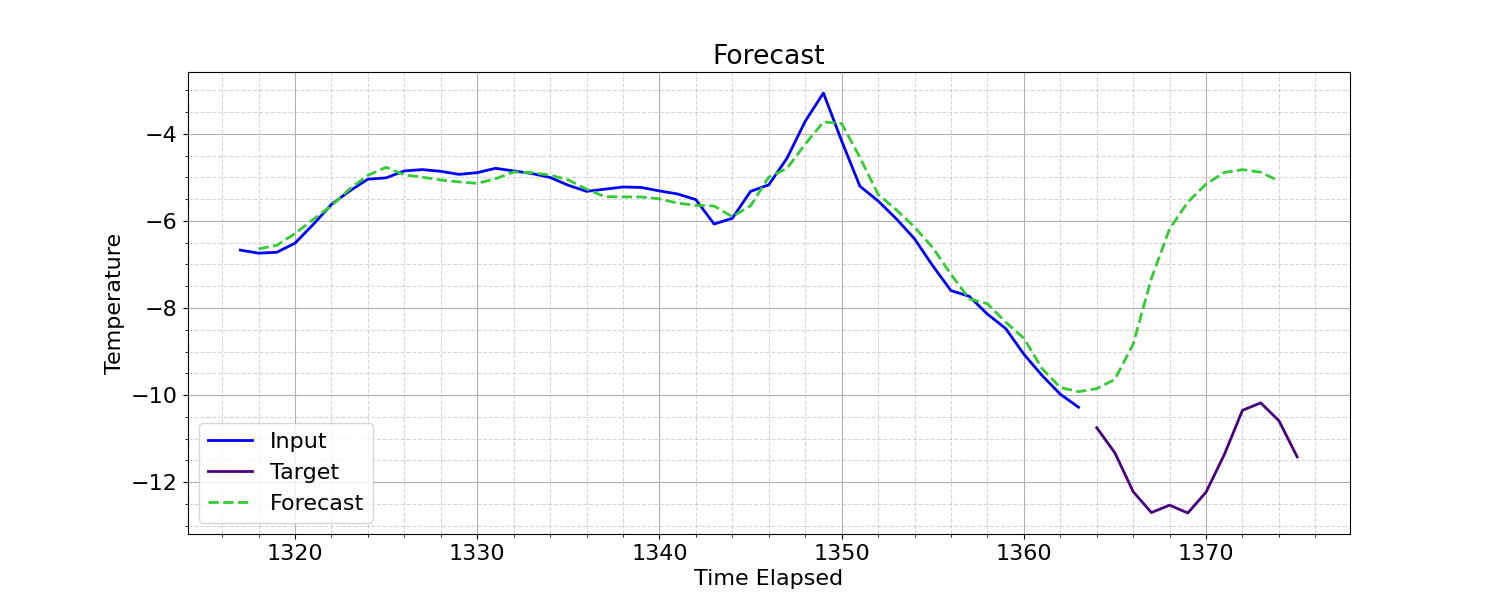 Forecast
Temperature
−4
−6
−8
−10
−12
Input
Target
Forecast
1320 1330 1340 1350 1360 1370
Time Elapsed